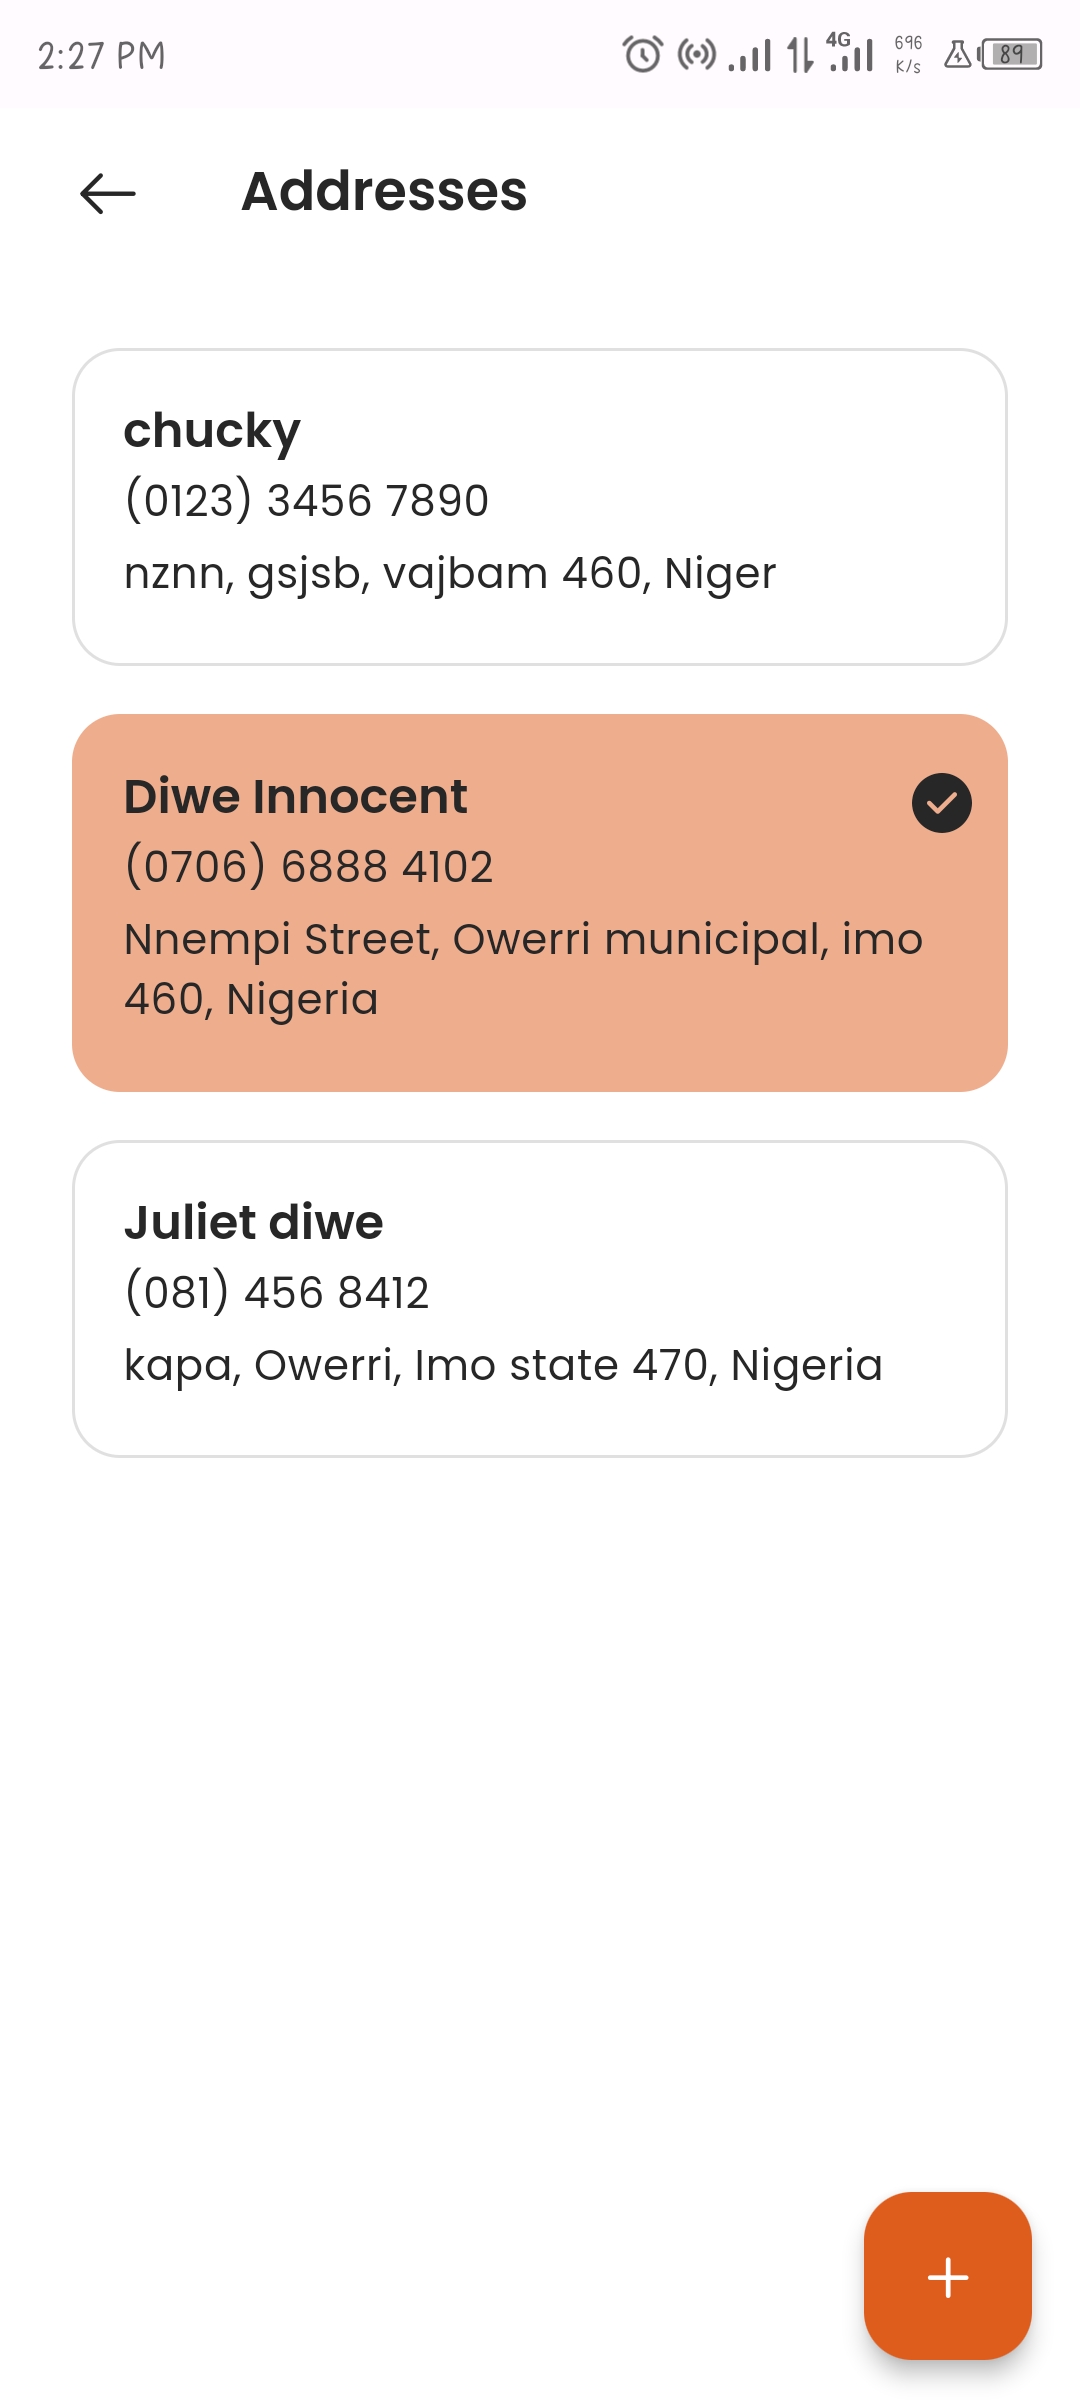 2:27 PM
4G
696
K/s
89
Addresses
chucky
(0123) 3456 7890
nznn, gsjsb, vajbam 460, Niger
Diwe Innocent
(0706) 6888 4102
Nnempi Street, Owerri municipal, imo
460, Nigeria
Juliet diwe
(081) 456 8412
kapa, Owerri, Imo state 470, Nigeria